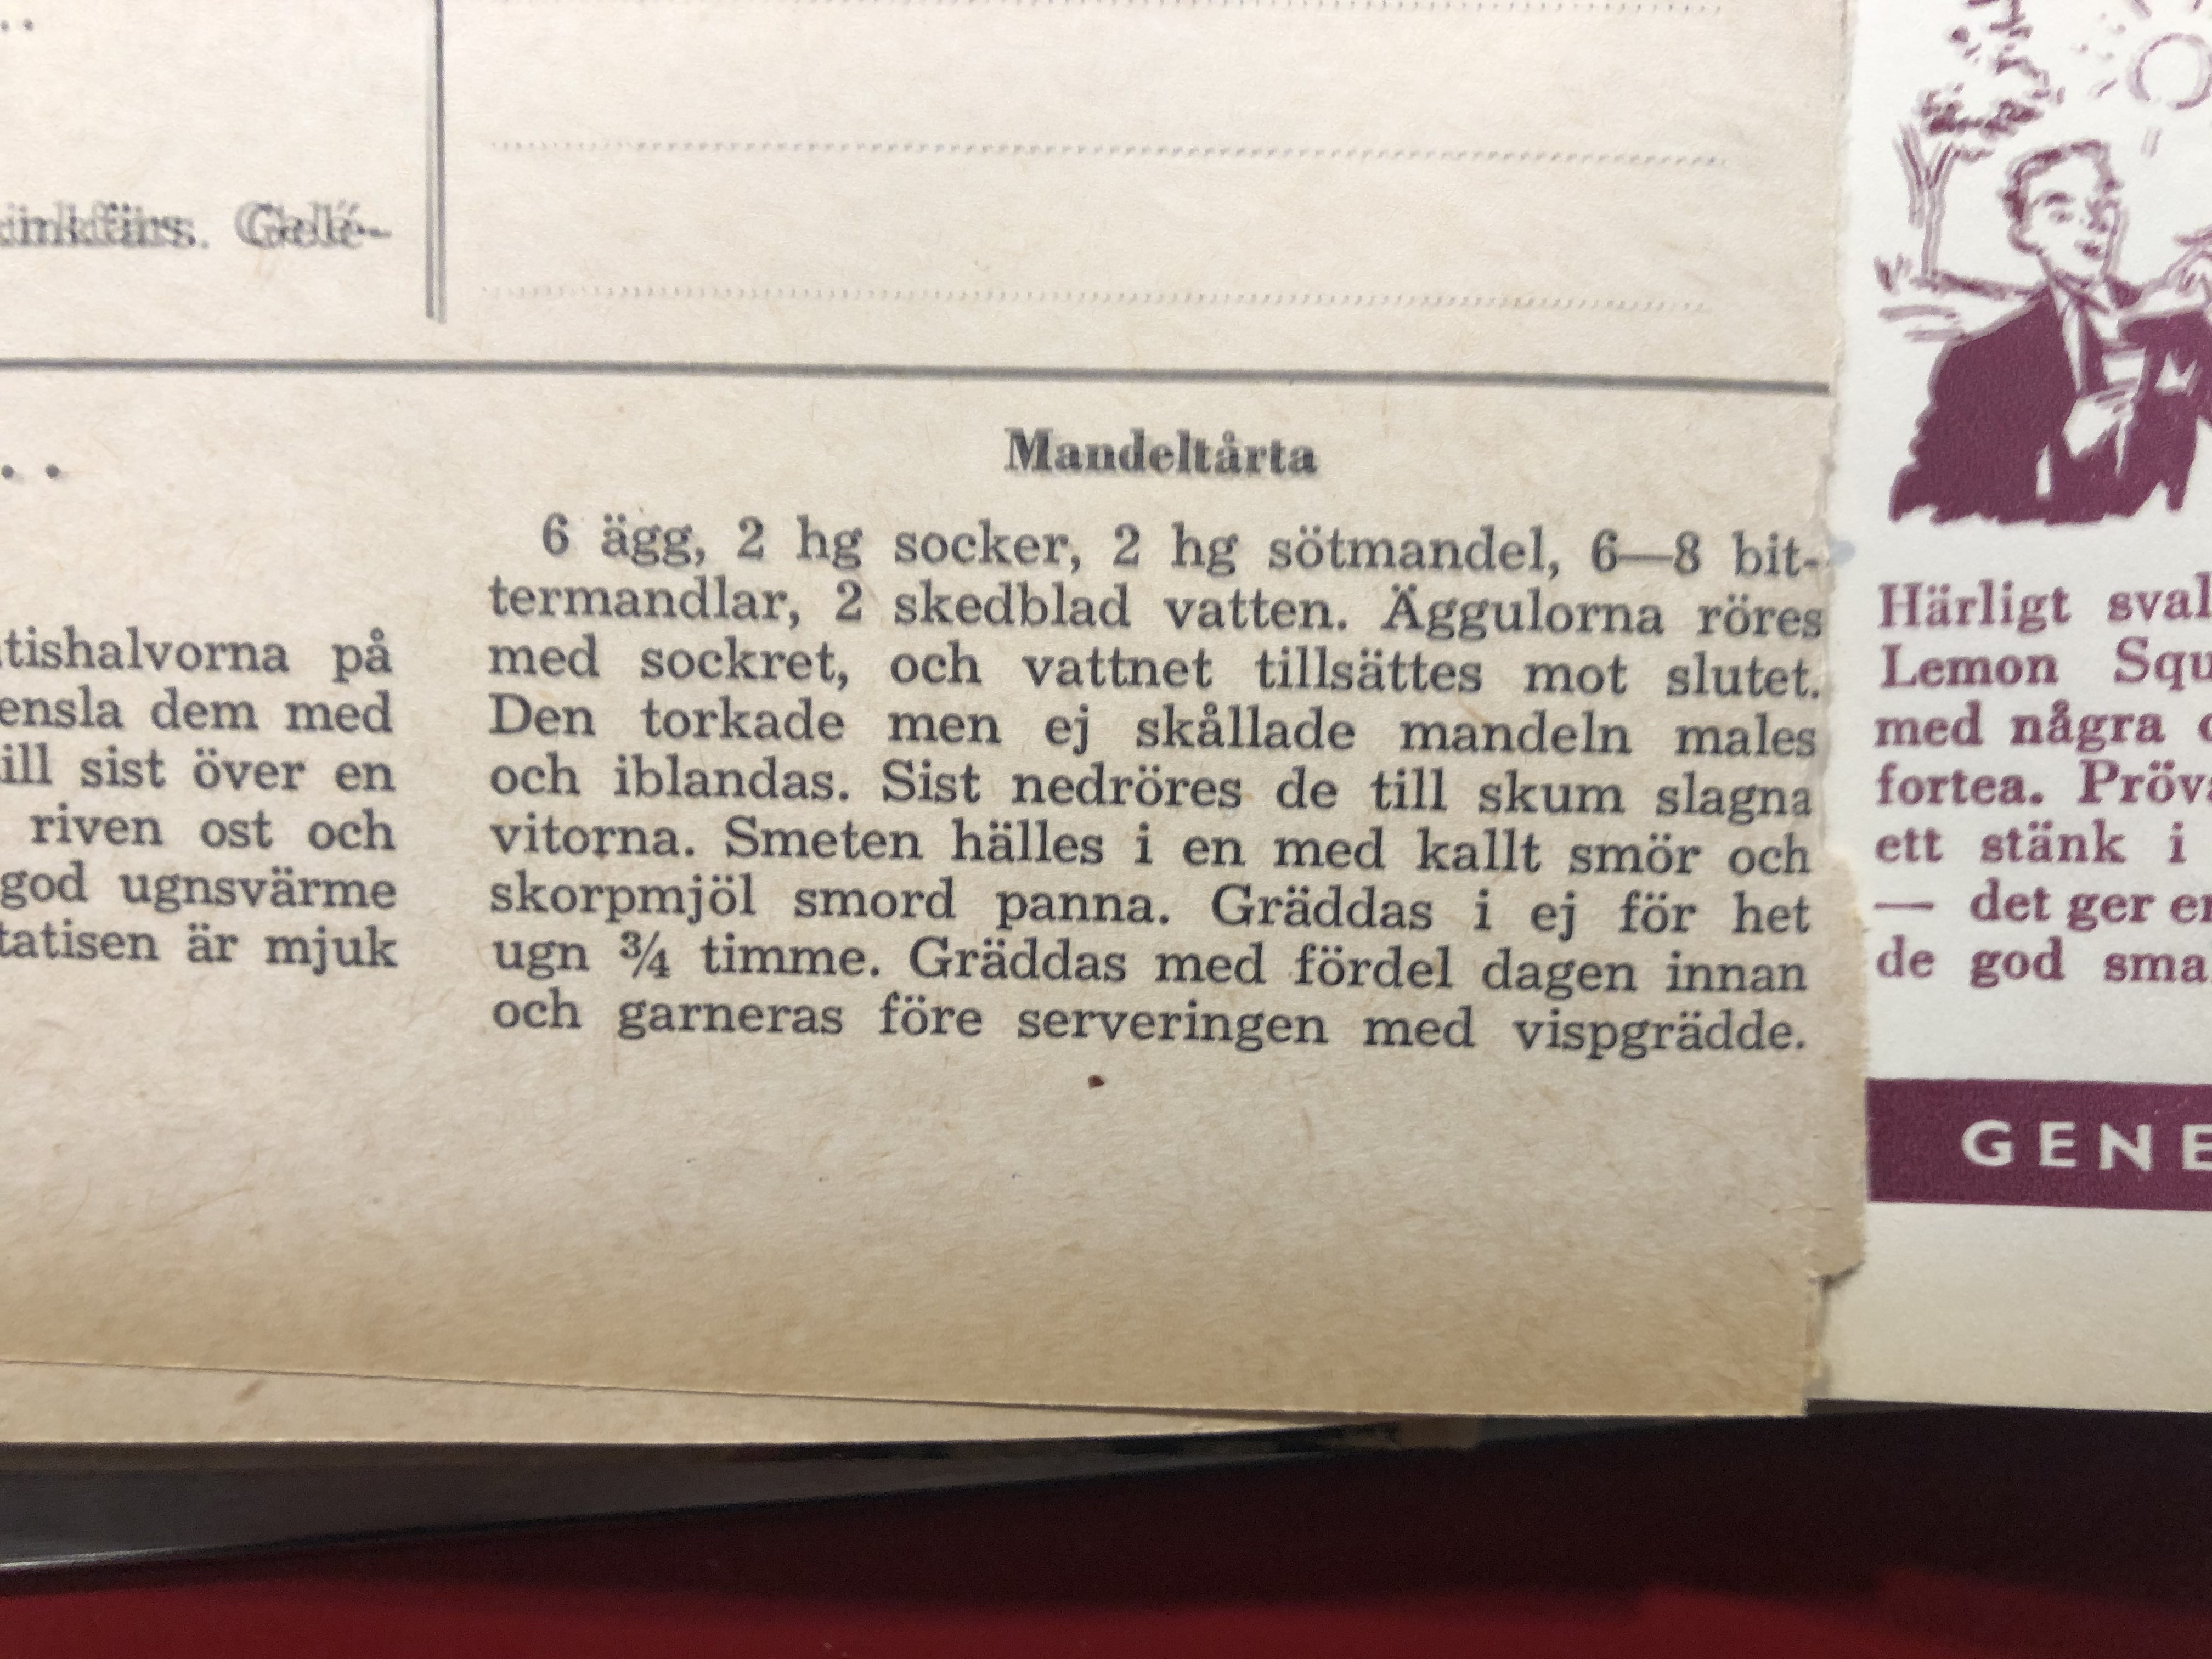 Gelé-
. .
tishalvorna på
ensla dem med
ill sist över en
riven ost och
god ugnsvärme
tatisen är mjuk
Mandeltårta
6 ägg, 2 hg socker, 2 hg sötmandel, 6—8 bit-
termandlar, 2 skedblad vatten. Äggulorna röres
med sockret, och vattnet tillsättes mot slutet.
Den torkade men ej skållade mandeln males
och iblandas. Sist nedröres de till skum slagna
vitorna. Smeten hälles i en med kallt smör och
skorpmjöl smord panna. Gräddas i ej för het
ugn ¾ timme. Gräddas med fördel dagen innan
och garneras före serveringen med vispgrädde.
Härligt sval
Lemon Squ
med några
fortea. Pröva
ett stänk i
— det ger en
de god sma
GENE